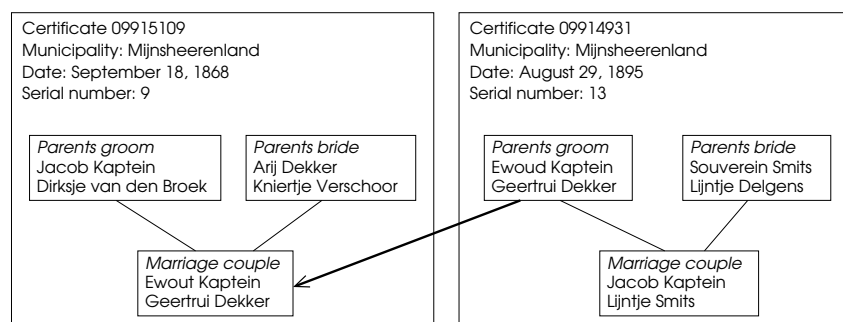 Certificate 09915109
Municipality: Mijnsheerenland
Date: September 18, 1868
Serial number: 9
Parents groom
Jacob Kaptein
Dirksje van den Broek
Parents bride
Arij Dekker
Kniertje Verschoor
Marriage couple
Ewout Kaptein
Geertrui Dekker
Certificate 09914931
Municipality: Mijnsheerenland
Date: August 29, 1895
Serial number: 13
Parents groom
Ewoud Kaptein
Geertrui Dekker
Parents bride
Souverein Smits
Lijntje Delgens
Marriage couple
Jacob Kaptein
Lijntje Smits